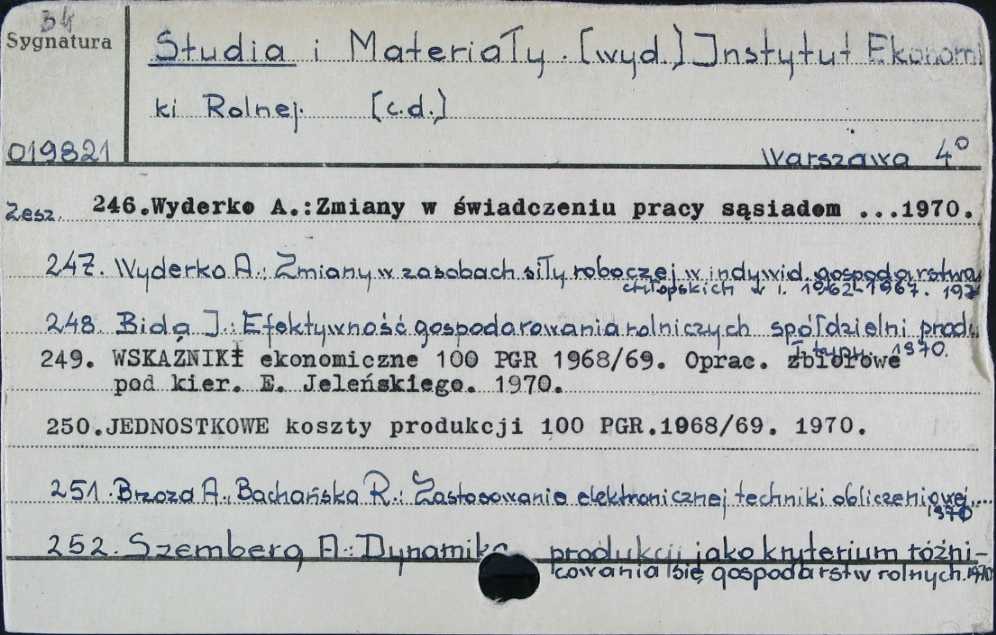 34
Sygnatura
Studia i Materiały. [wyd.] Instytut Ekonomi
ki Rolnej. [c.d.]
019821
Warszawa 4°
Zesz. 246.Wyderko A.:Zmiany w świadczeniu pracy sąsiadom ...1970.
247. Wyderko A.: Zmiany w zasobach siły roboczej w indywid. gospodarstwach
chłopskich w l. 1962-1967. 197
248. Bida J.: Efektywność gospodarowania rolniczych spółdzielni produ
typu. 1970.
249. WSKAŹNIKI ekonomiczne 100 PGR 1968/69. Oprac. zbiorowe
pod kier. E. Jeleńskiego. 1970.
250.JEDNOSTKOWE koszty produkcji 100 PGR.1968/69. 1970.
251. Brzoza A., Bachańska R.: Zastosowanie elektronicznej techniki obliczeniowej....
1970
252. Szemberg A.: Dynamika produkcji jako kryterium różni-
cowania się gospodarstw rolnych. 1970